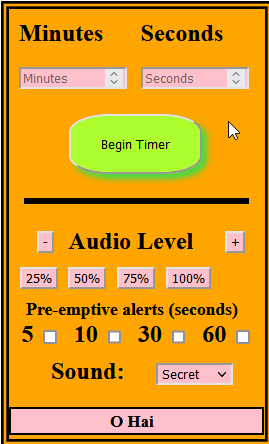 Minutes Seconds
Minutes Seconds
Begin Timer
- Audio Level +
25% 50% 75% 100%
Pre-emptive alerts (seconds)
5 10 30 60
Sound: Secret
O Hai